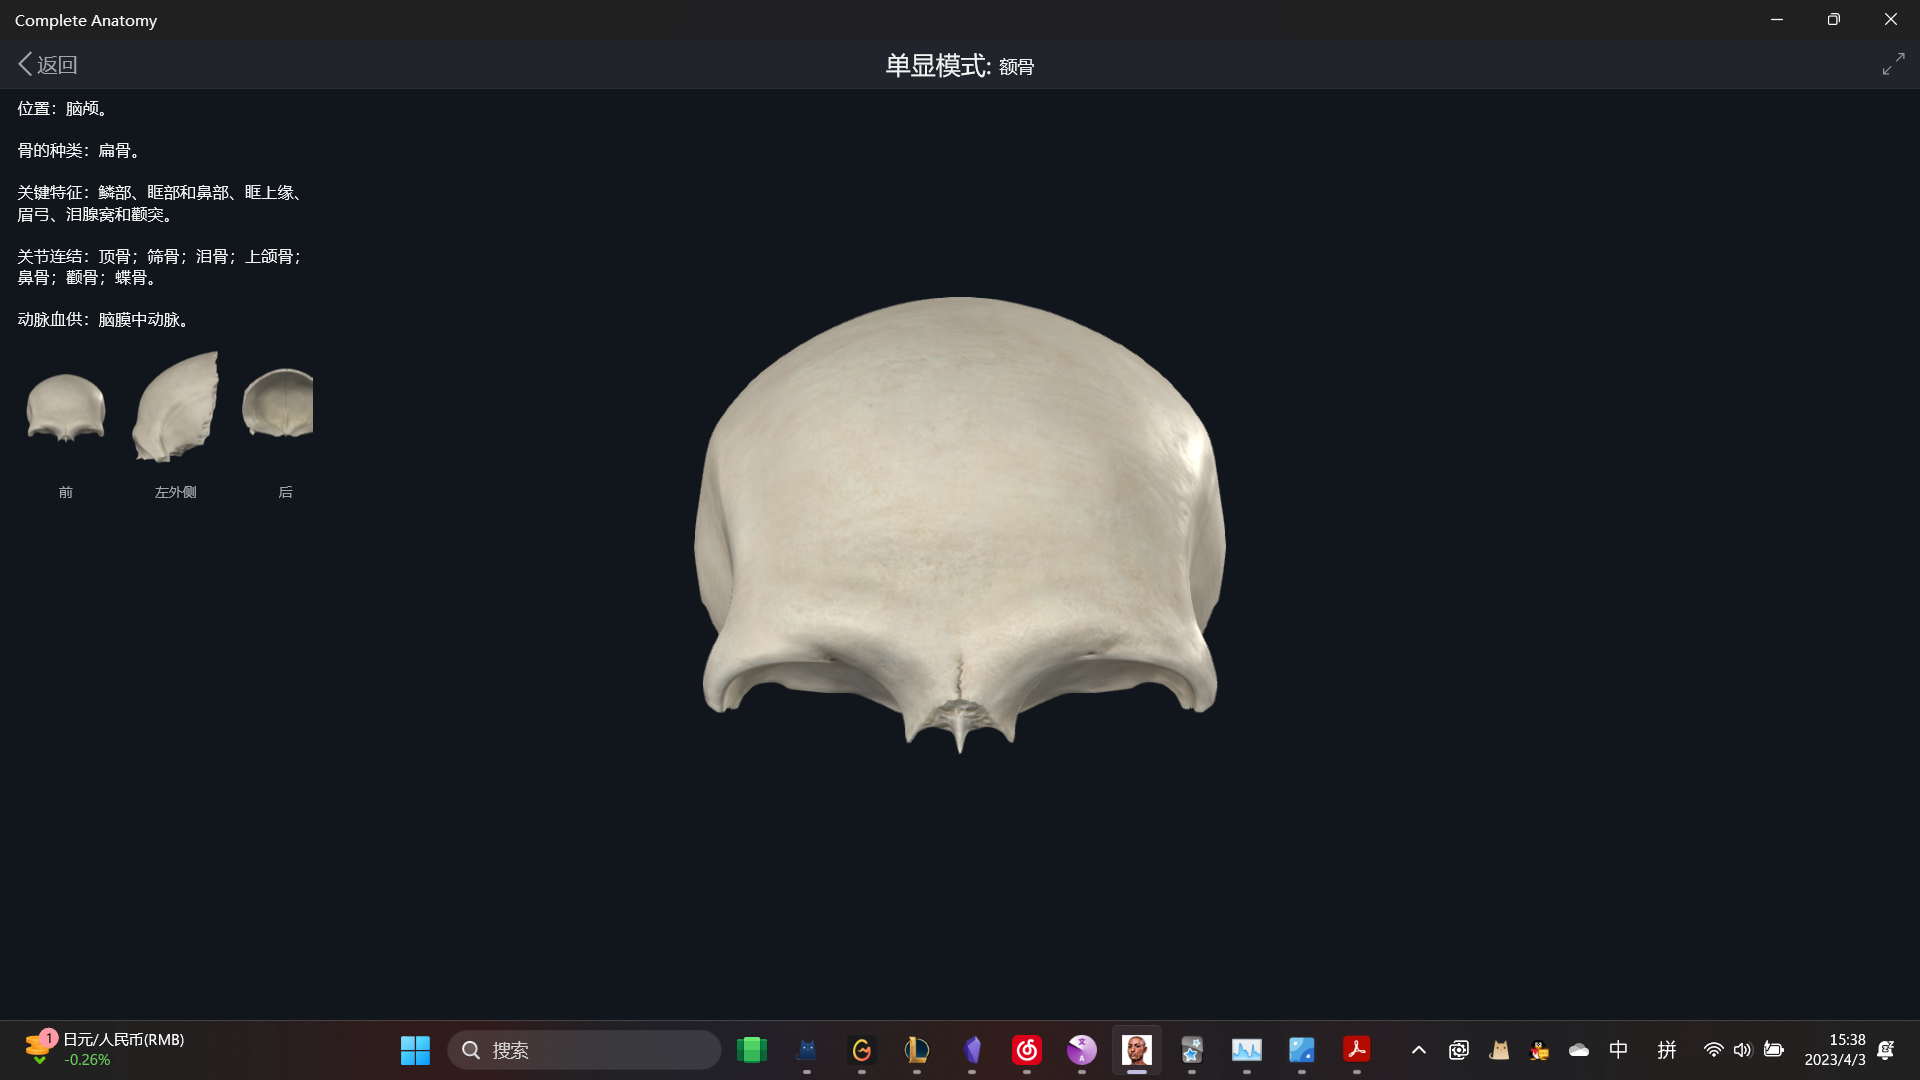 Complete Anatomy
返回
单显模式: 额骨
位置：脑颅。
骨的种类：扁骨。
关键特征：鳞部、眶部和鼻部、眶上缘、
眉弓、泪腺窝和颧突。
关节连结：顶骨；筛骨；泪骨；上颌骨；
鼻骨；颧骨；蝶骨。
动脉血供：脑膜中动脉。
前
左外侧
后
1
日元/人民币(RMB)
-0.26%
搜索
中
拼
15:38
2023/4/3